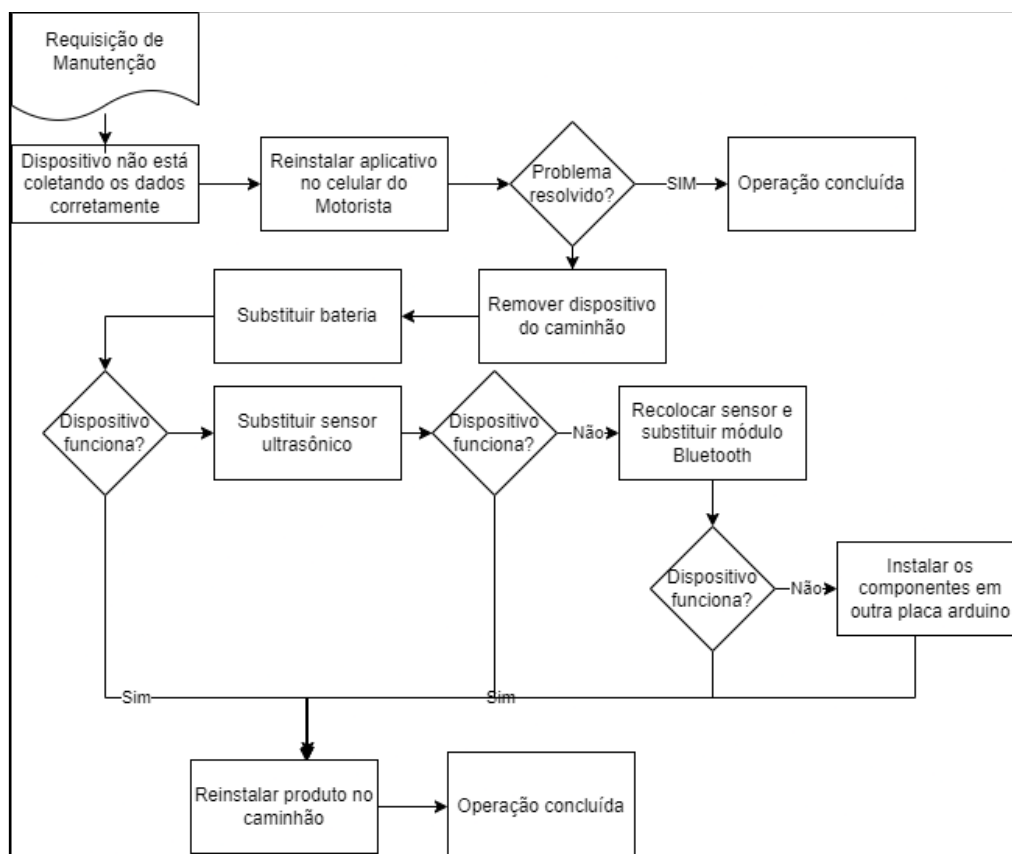 Requisição de
Manutenção
Dispositivo não está
coletando os dados
corretamente
Reinstalar aplicativo
no celular do
Motorista
Problema
resolvido?
SIM
Operação concluída
Substituir bateria
Remover dispositivo
do caminhão
Dispositivo
funciona?
Substituir sensor
ultrasônico
Dispositivo
funciona?
Não
Recolocar sensor e
substituir módulo
Bluetooth
Dispositivo
funciona?
Não
Instalar os
componentes em
outra placa arduino
Sim
Sim
Reinstalar produto no
caminhão
Operação concluída